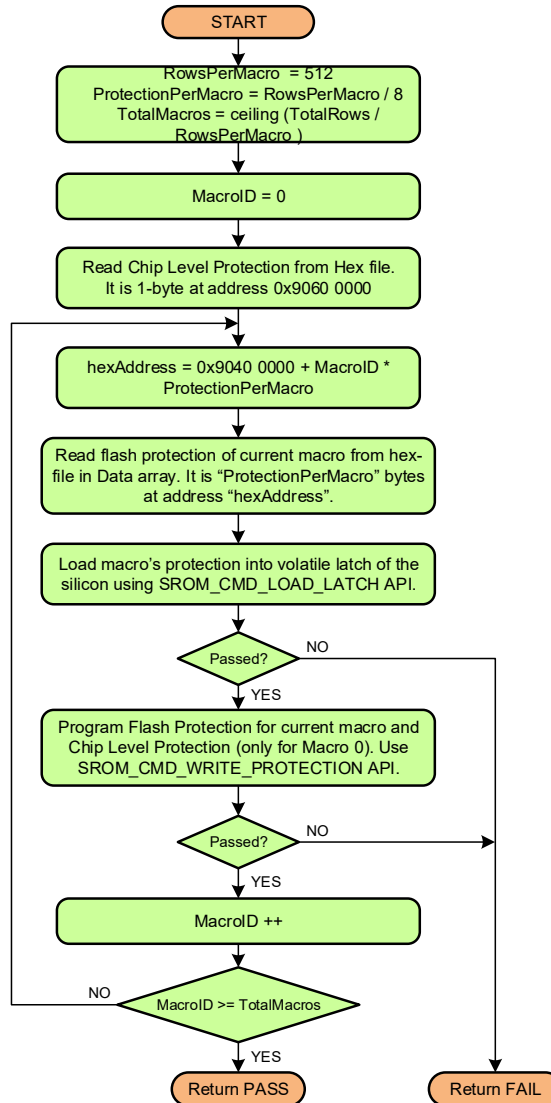 START
RowsPerMacro = 512
ProtectionPerMacro = RowsPerMacro / 8
TotalMacros = ceiling (TotalRows /
RowsPerMacro )
MacroID = 0
Read Chip Level Protection from Hex file.
It is 1-byte at address 0x9060 0000
hexAddress = 0x9040 0000 + MacroID *
ProtectionPerMacro
Read flash protection of current macro from hex-
file in Data array. It is “ProtectionPerMacro” bytes
at address “hexAddress”.
Load macro’s protection into volatile latch of the
silicon using SROM_CMD_LOAD_LATCH API.
Passed?
NO
YES
Program Flash Protection for current macro and
Chip Level Protection (only for Macro 0). Use
SROM_CMD_WRITE_PROTECTION API.
Passed?
NO
YES
MacroID ++
NO
MacroID >= TotalMacros
YES
Return PASS
Return FAIL